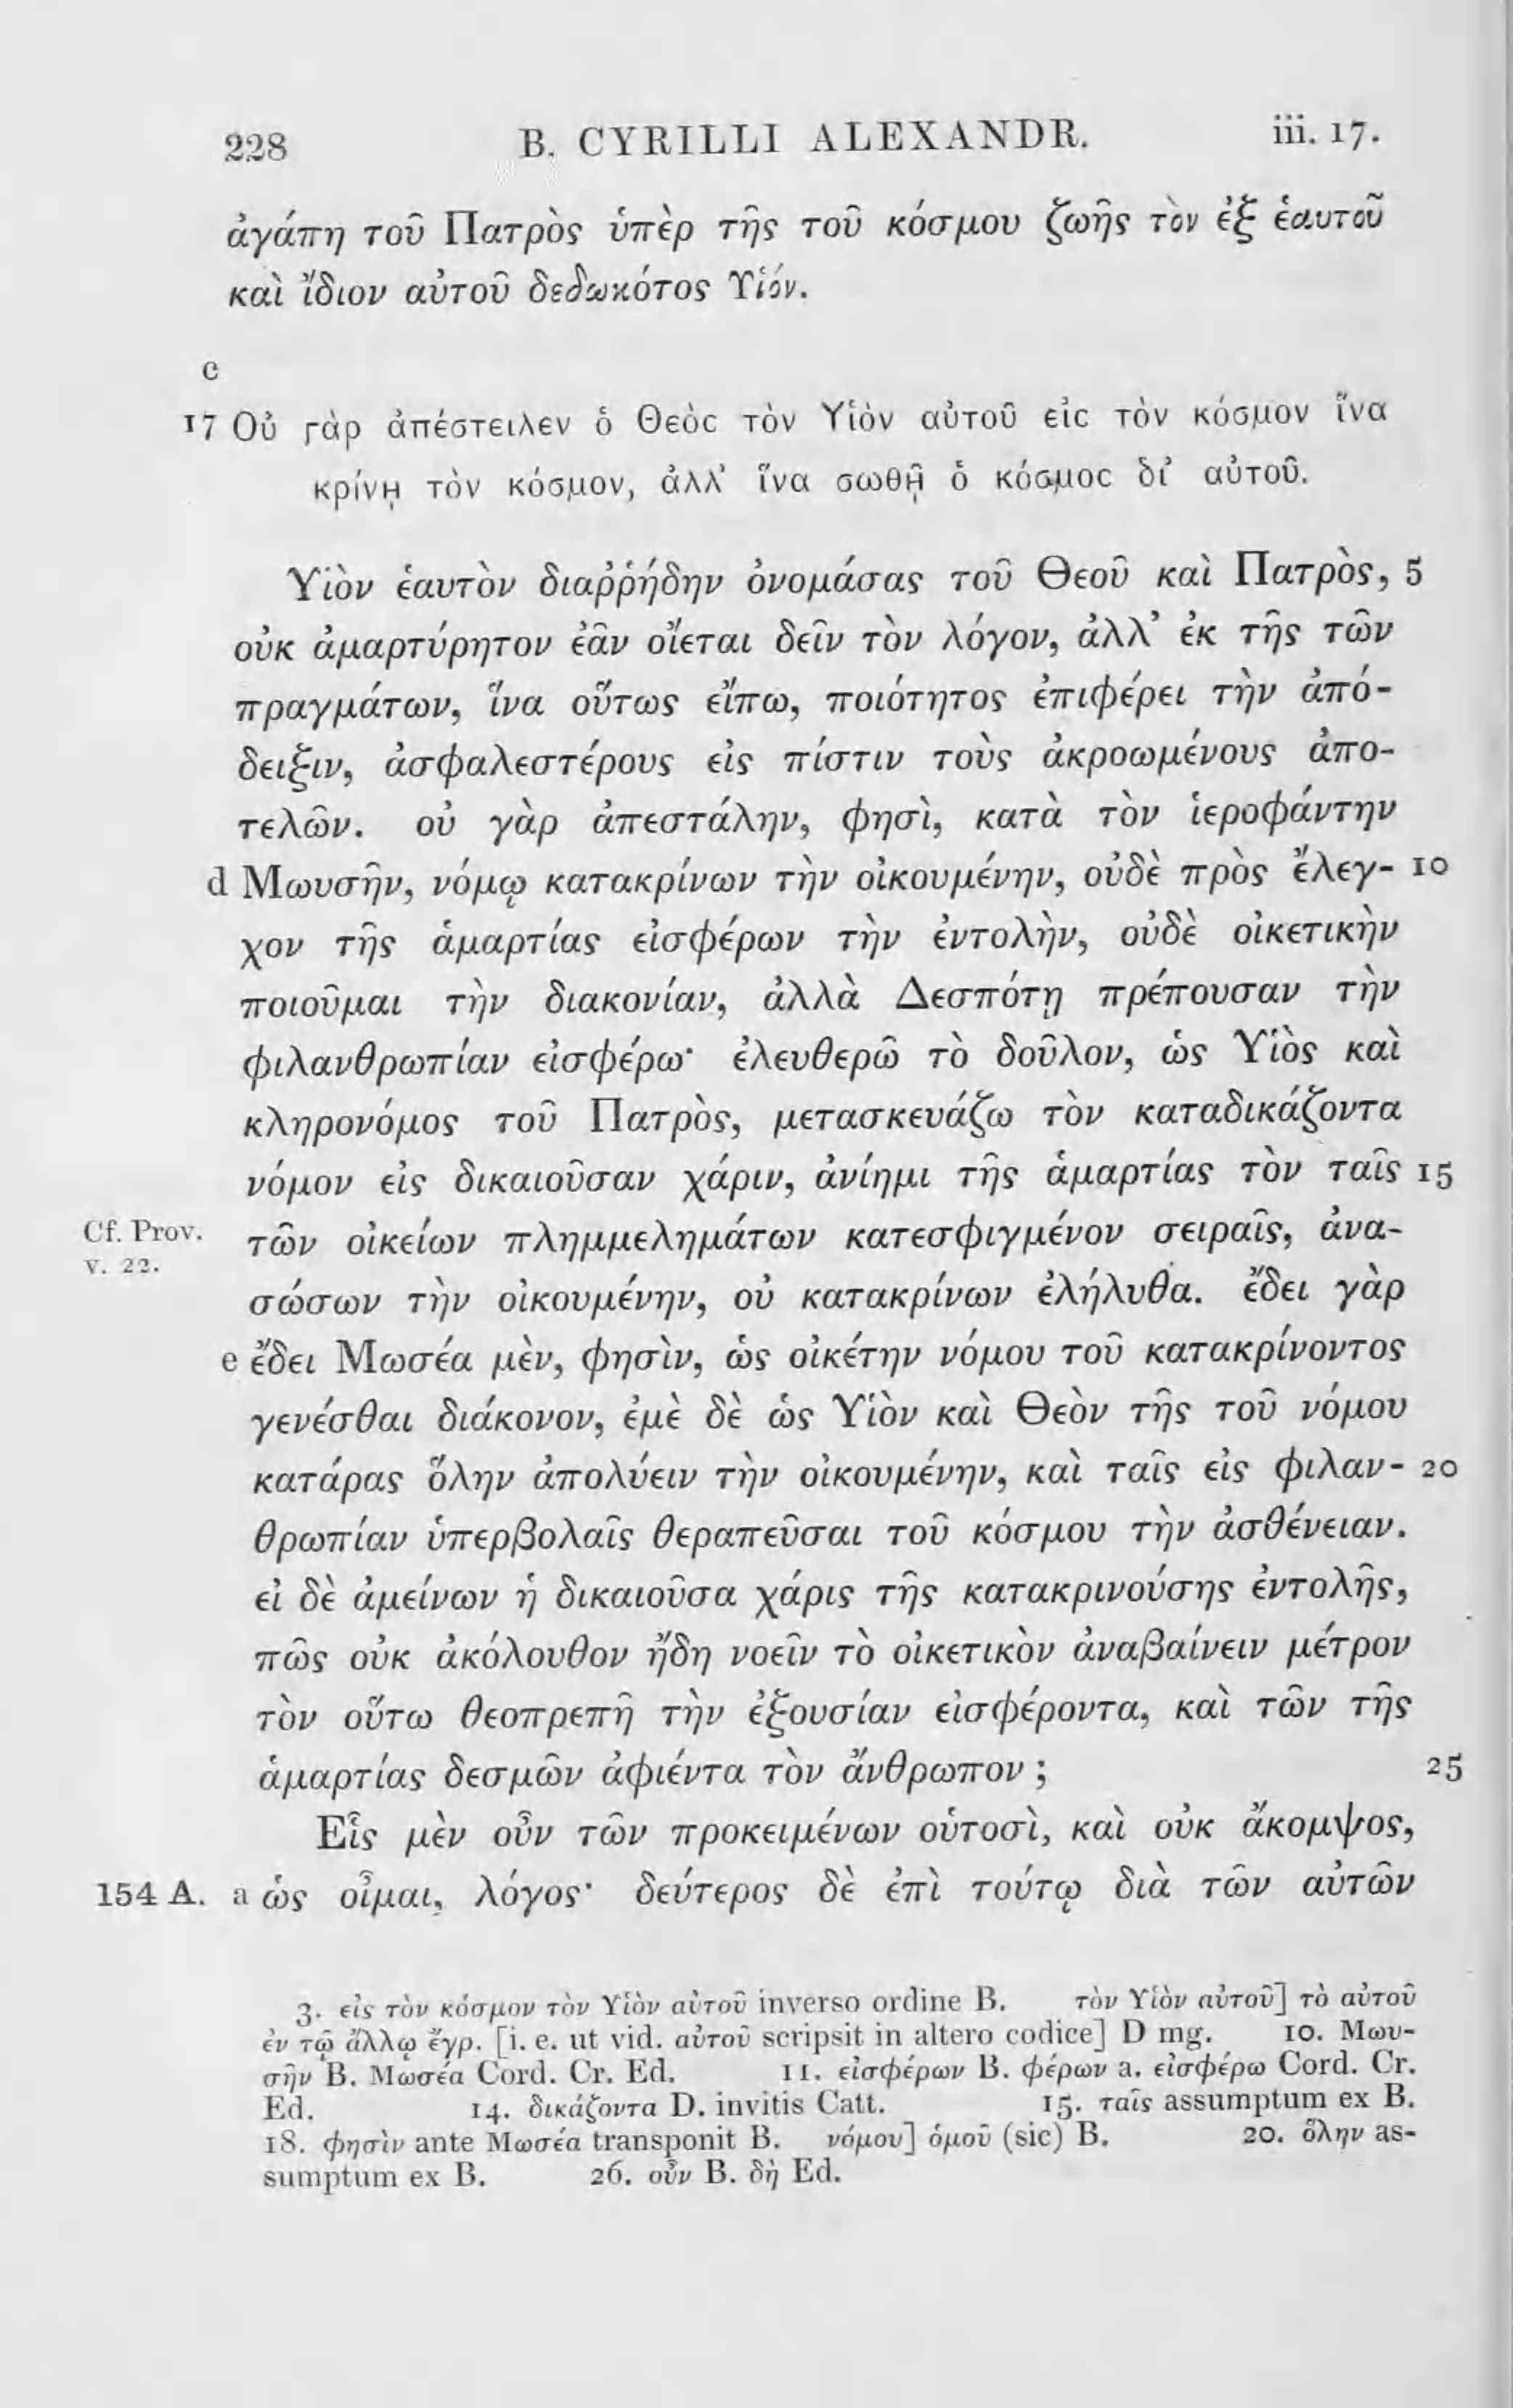 228 B. CYRILLI ALEXANDR. iii. 17.
ἀγάπη τοῦ Πατρὸς ὑπὲρ τῆς τοῦ κόσμου ζωῆς τὸν ἐξ ἑαυτοῦ
καὶ ἴδιον αὐτοῦ δεδωκότος Υἱόν.
c
17 Οὐ γὰρ ἀπέστειλεν ὁ Θεὸς τὸν Υἱὸν αὐτοῦ εἰς τὸν κόσμον ἵνα
κρίνῃ τὸν κόσμον, ἀλλ’ ἵνα σωθῇ ὁ κόσμος δι’ αὐτοῦ.
Υἱὸν ἑαυτὸν διαῤῥήδην ὀνομάσας τοῦ Θεοῦ καὶ Πατρὸς, 5
οὐκ ἀμαρτύρητον ἐᾶν οἴεται δεῖν τὸν λόγον, ἀλλ’ ἐκ τῆς τῶν
πραγμάτων, ἵνα οὕτως εἴπω, ποιότητος ἐπιφέρει τὴν ἀπό-
δειξιν, ἀσφαλεστέρους εἰς πίστιν τοὺς ἀκροωμένους ἀπο-
τελῶν. οὐ γὰρ ἀπεστάλην, φησὶ, κατὰ τὸν ἱεροφάντην
d Μωυσῆν, νόμῳ κατακρίνων τὴν οἰκουμένην, οὐδὲ πρὸς ἔλεγ- 10
χον τῆς ἁμαρτίας εἰσφέρων τὴν ἐντολὴν, οὐδὲ οἰκετικὴν
ποιοῦμαι τὴν διακονίαν, ἀλλὰ Δεσπότῃ πρέπουσαν τὴν
φιλανθρωπίαν εἰσφέρω· ἐλευθερῶ τὸ δοῦλον, ὡς Υἱὸς καὶ
κληρονόμος τοῦ Πατρὸς, μετασκευάζω τὸν καταδικάζοντα
νόμον εἰς δικαιοῦσαν χάριν, ἀνίημι τῆς ἁμαρτίας τὸν ταῖς 15
Cf. Prov. v. 22. τῶν οἰκείων πλημμελημάτων κατεσφιγμένον σειραῖς, ἀνα-
σώσων τὴν οἰκουμένην, οὐ κατακρίνων ἐλήλυθα. ἔδει γὰρ
e ἔδει Μωσέα μὲν, φησὶν, ὡς οἰκέτην νόμου τοῦ κατακρίνοντος
γενέσθαι διάκονον, ἐμὲ δὲ ὡς Υἱὸν καὶ Θεὸν τῆς τοῦ νόμου
κατάρας ὅλην ἀπολύειν τὴν οἰκουμένην, καὶ ταῖς εἰς φιλαν- 20
θρωπίαν ὑπερβολαῖς θεραπεῦσαι τοῦ κόσμου τὴν ἀσθένειαν.
εἰ δὲ ἀμείνων ἡ δικαιοῦσα χάρις τῆς κατακρινούσης ἐντολῆς,
πῶς οὐκ ἀκόλουθον ἤδη νοεῖν τὸ οἰκετικὸν ἀναβαίνειν μέτρον
τὸν οὕτω θεοπρεπῆ τὴν ἐξουσίαν εἰσφέροντα, καὶ τῶν τῆς
ἁμαρτίας δεσμῶν ἀφιέντα τὸν ἄνθρωπον ; 25
Εἷς μὲν οὖν τῶν προκειμένων οὑτοσὶ, καὶ οὐκ ἄκομψος,
154 A. a ὡς οἶμαι, λόγος· δεύτερος δὲ ἐπὶ τούτῳ διὰ τῶν αὐτῶν
3. εἰς τὸν κόσμον τὸν Υἱὸν αὐτοῦ inverso ordine B. τὸν Υἱὸν αὐτοῦ] τὸ αὐτοῦ
ἐν τῷ ἄλλῳ ἔγρ. [i. e. ut vid. αὐτοῦ scripsit in altero codice] D mg. 10. Μωυ-
σῆν B. Μωσέα Cord. Cr. Ed. 11. εἰσφέρων B. φέρων a. εἰσφέρω Cord. Cr.
Ed. 14. δικάζοντα D. invitis Catt. 15. ταῖς assumptum ex B.
18. φησὶν ante Μωσέα transponit B. νόμου] ὁμοῦ (sic) B. 20. ὅλην as-
sumptum ex B. 26. οὖν B. δὴ Ed.